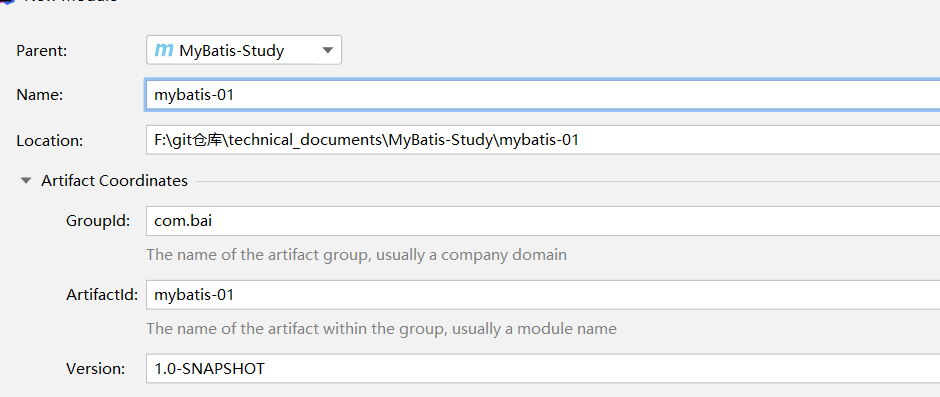 Parent: m MyBatis-Study
Name: mybatis-01
Location: F:\git仓库\technical_documents\MyBatis-Study\mybatis-01
Artifact Coordinates
GroupId: com.bai
The name of the artifact group, usually a company domain
ArtifactId: mybatis-01
The name of the artifact within the group, usually a module name
Version: 1.0-SNAPSHOT